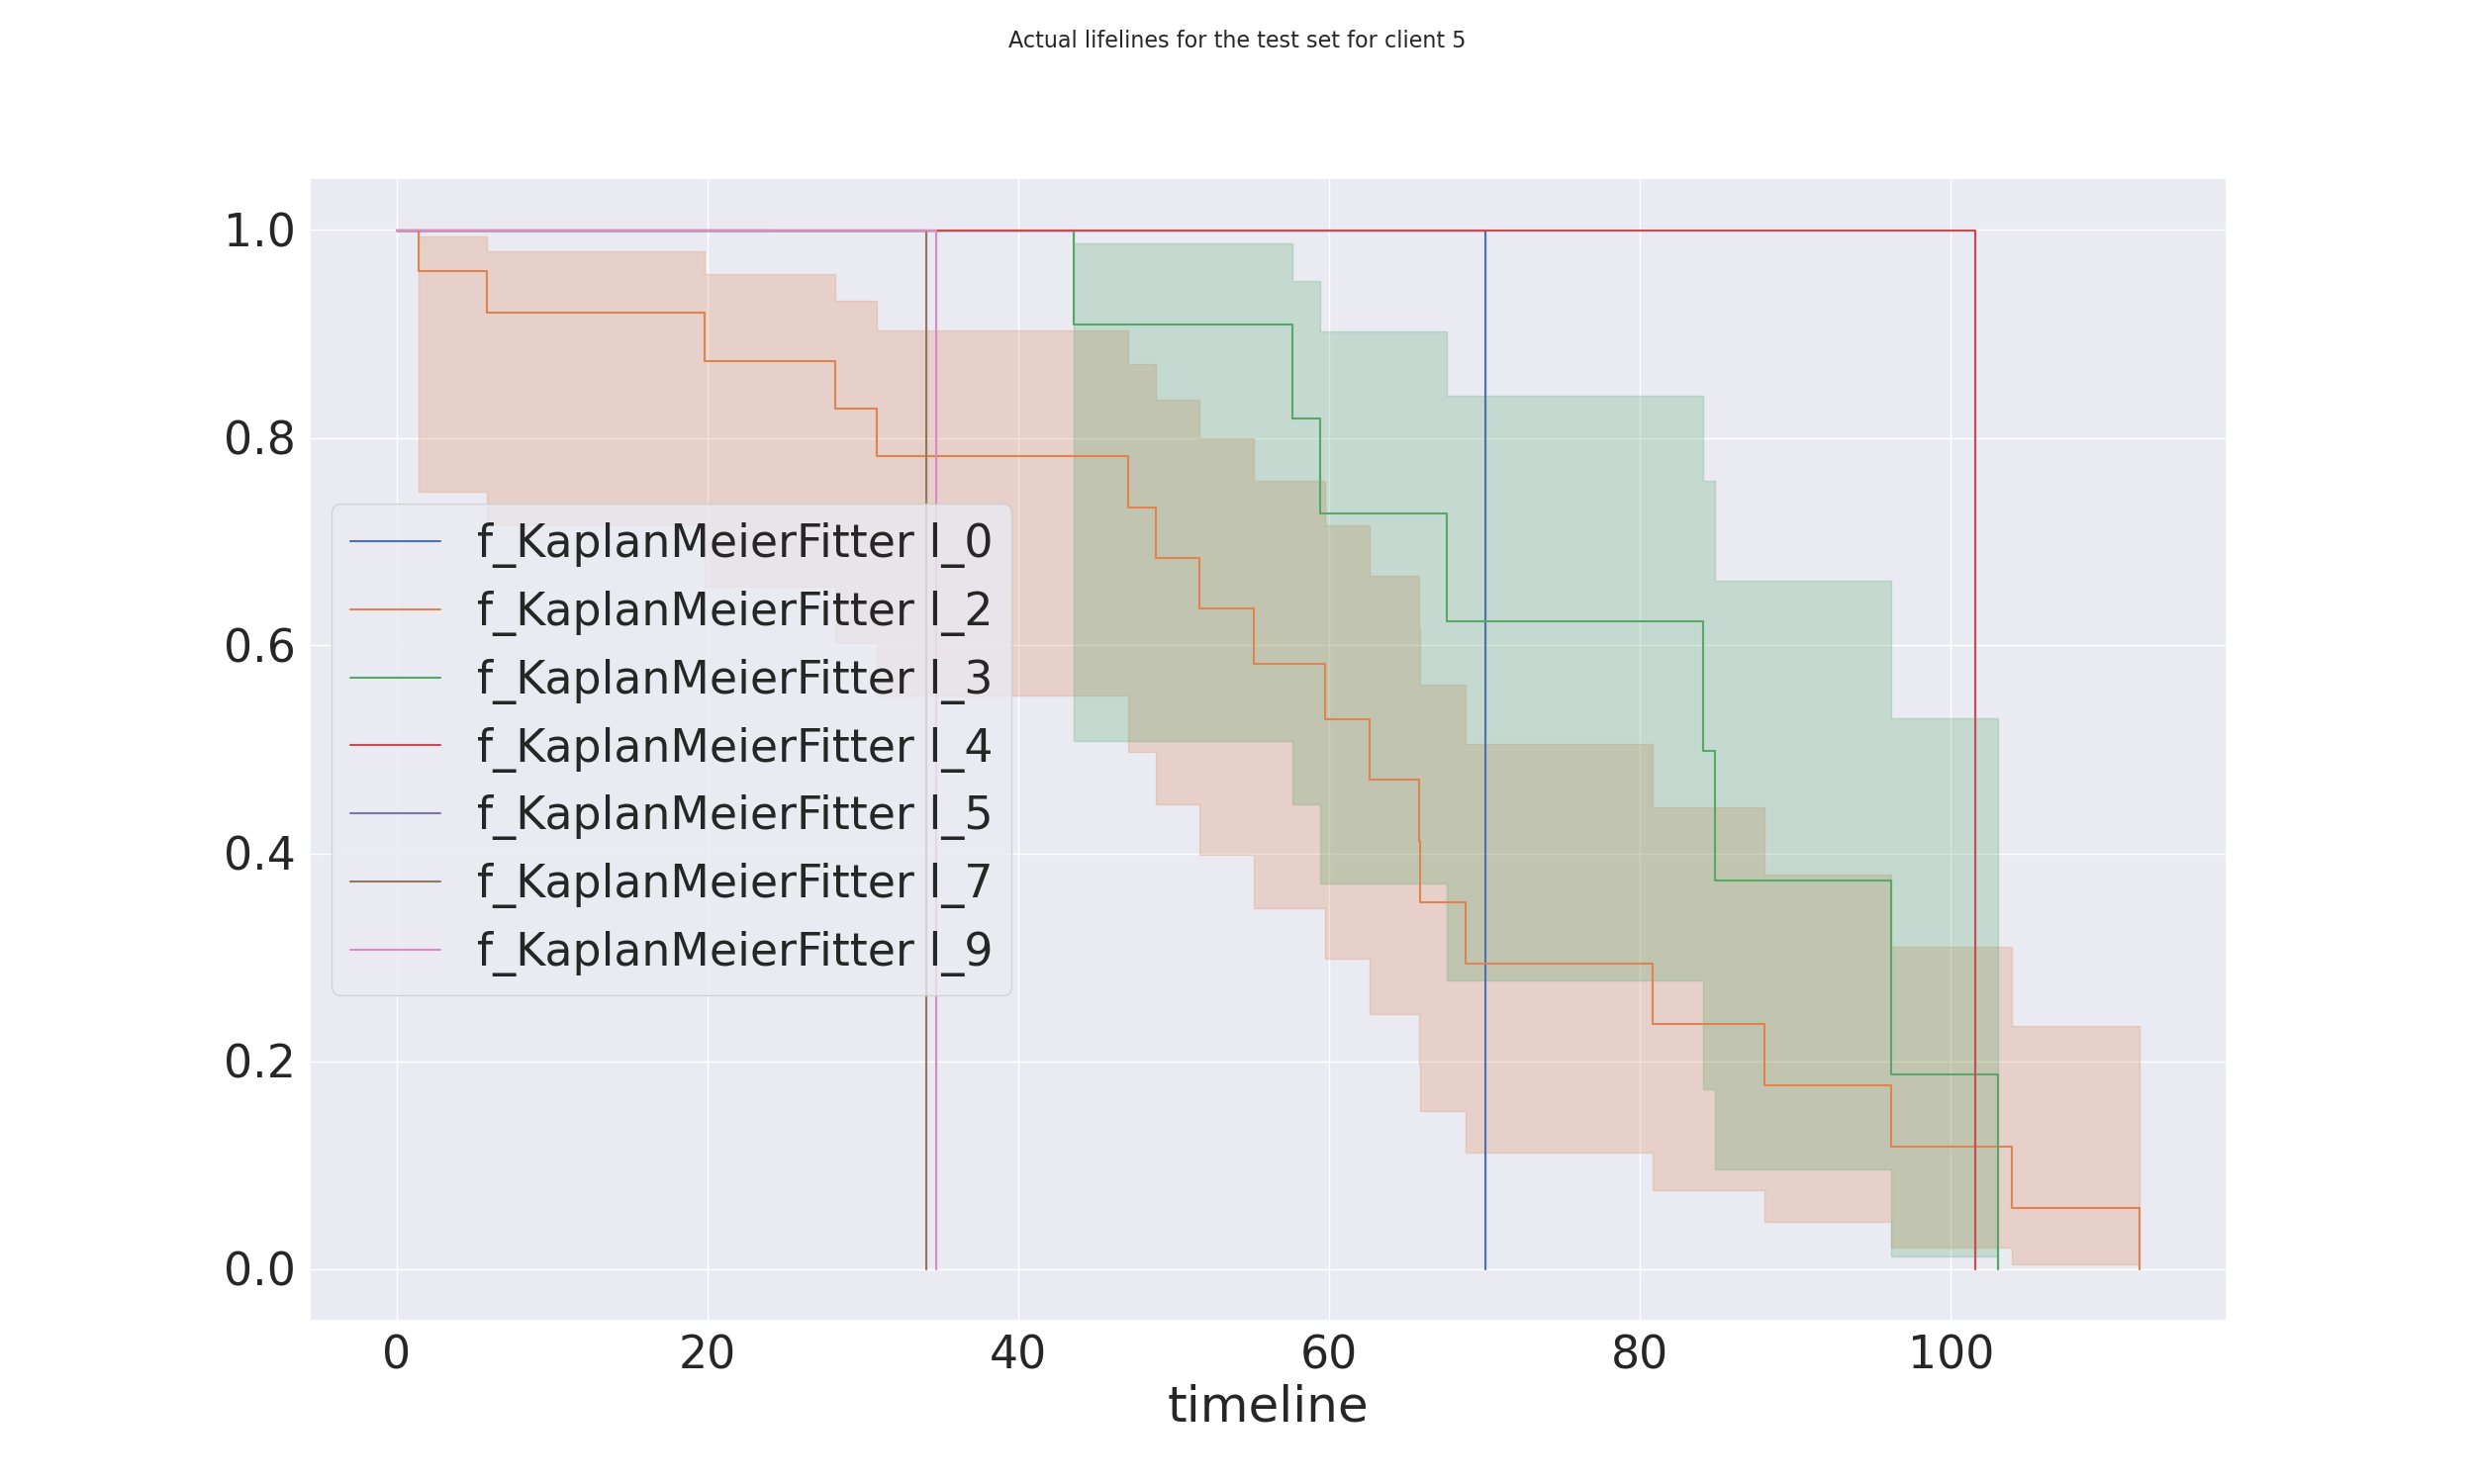 Actual lifelines for the test set for client 5
1.0
0.8
0.6
0.4
0.2
0.0
f_KaplanMeierFitter l_0
f_KaplanMeierFitter l_2
f_KaplanMeierFitter l_3
f_KaplanMeierFitter l_4
f_KaplanMeierFitter l_5
f_KaplanMeierFitter l_7
f_KaplanMeierFitter l_9
0 20 40 60 80 100
timeline